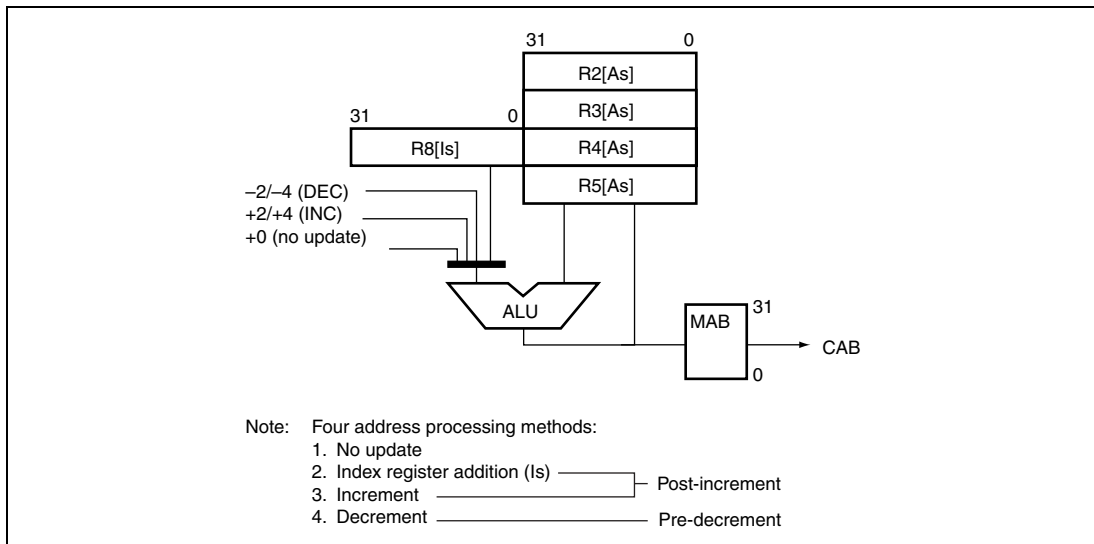 31 0
R2[As]
R3[As]
31 0
R8[Is] R4[As]
R5[As]
–2/–4 (DEC)
+2/+4 (INC)
+0 (no update)
ALU
MAB 31
CAB
0
Note: Four address processing methods:
1. No update
2. Index register addition (Is)
Post-increment
3. Increment
4. Decrement Pre-decrement